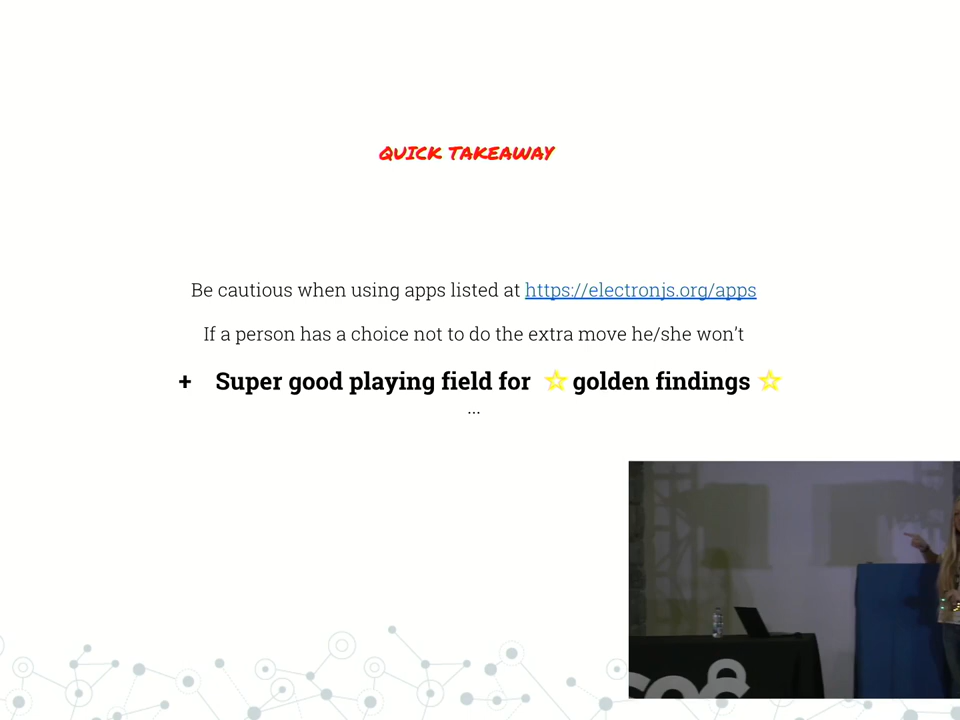 QUICK TAKEAWAY
Be cautious when using apps listed at https://electronjs.org/apps
If a person has a choice not to do the extra move he/she won’t
+ Super good playing field for ☆ golden findings ☆
...